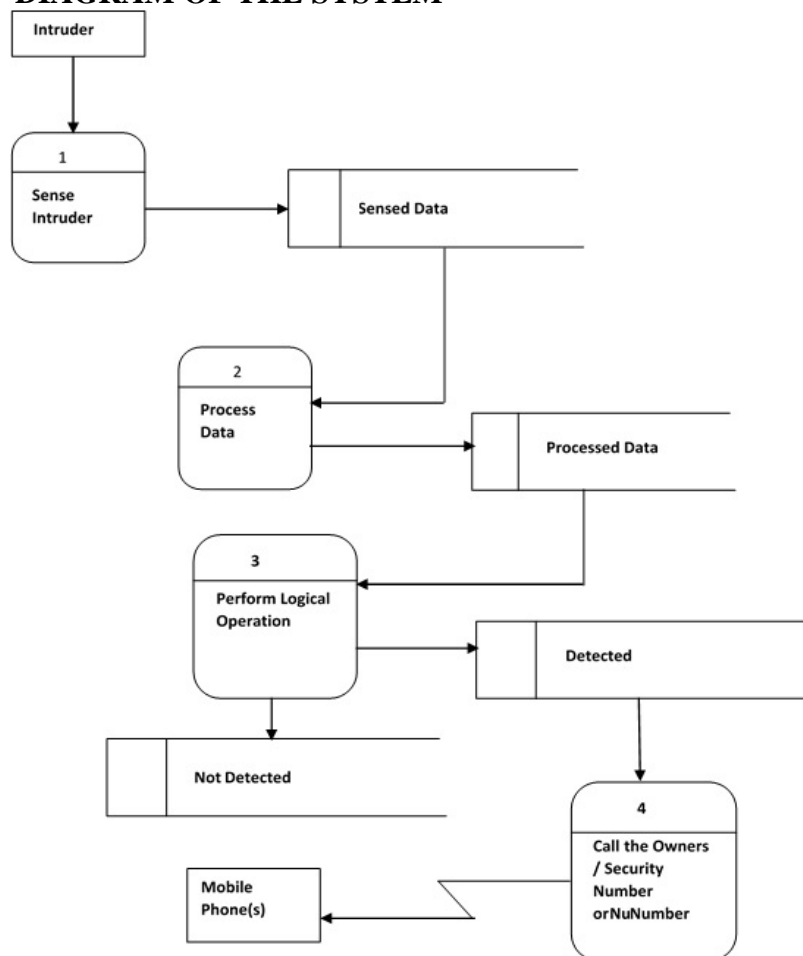 DIAGRAM OF THE SYSTEM
Intruder
1
Sense
Intruder
Sensed Data
2
Process
Data
Processed Data
3
Perform Logical
Operation
Detected
Not Detected
4
Call the Owners
/ Security
Number
orNuNumber
Mobile
Phone(s)